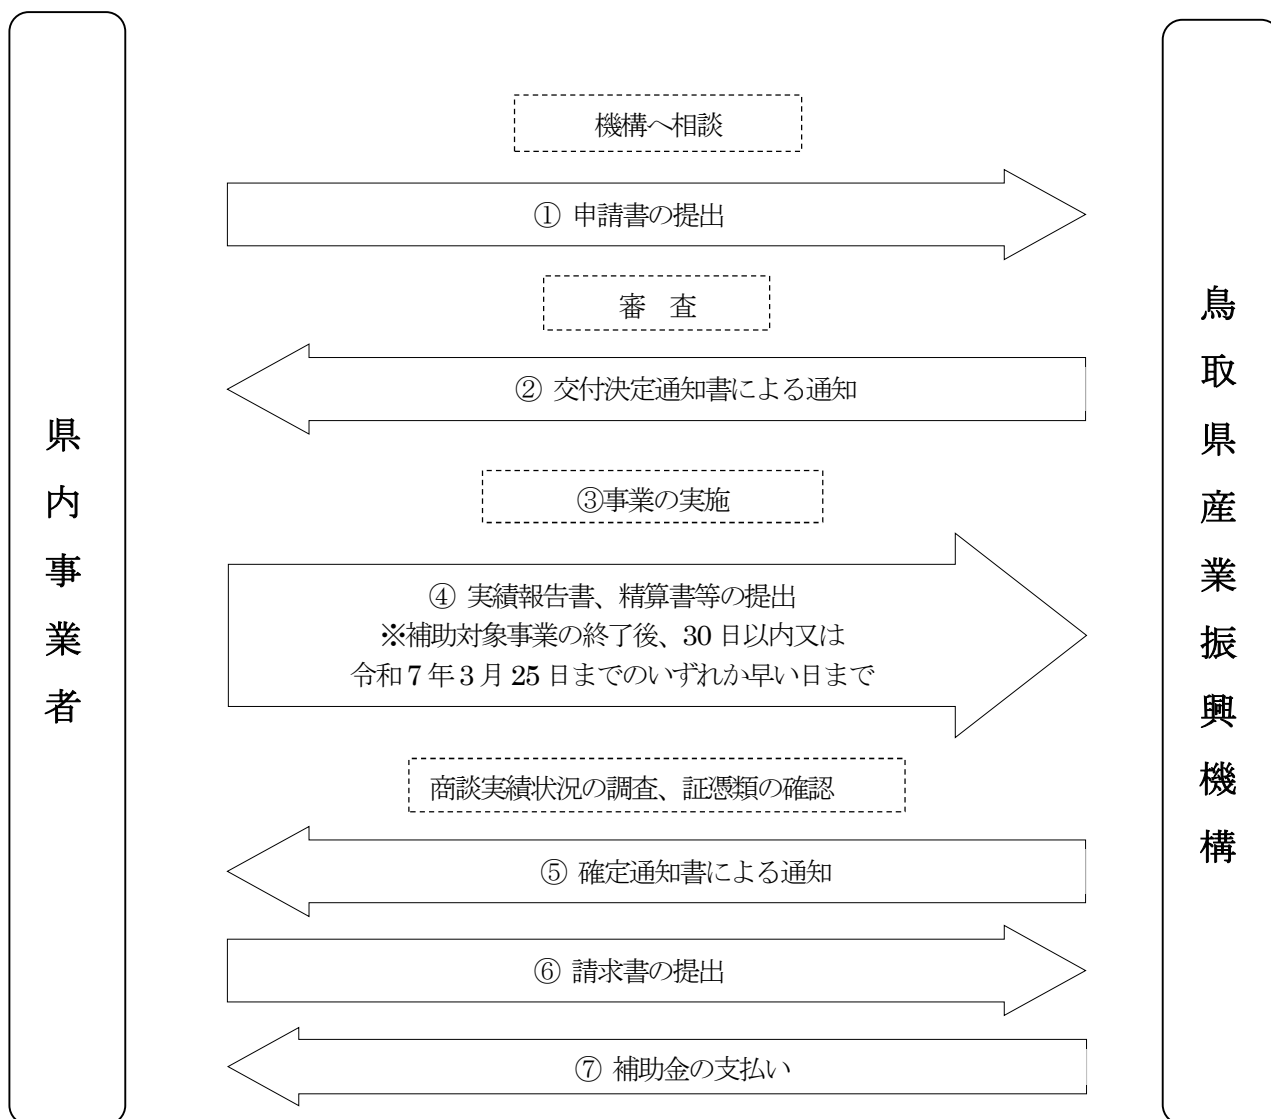 機構へ相談
① 申請書の提出
審　査
② 交付決定通知書による通知
③事業の実施
④ 実績報告書、精算書等の提出
※補助対象事業の終了後、30 日以内又は
令和 7 年 3 月 25 日までのいずれか早い日まで
商談実績状況の調査、証憑類の確認
⑤ 確定通知書による通知
⑥ 請求書の提出
⑦ 補助金の支払い
県内事業者
鳥取県産業振興機構